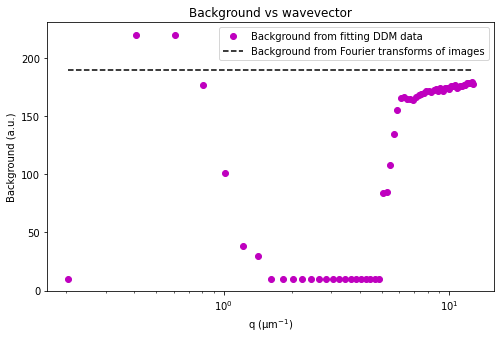 Background vs wavevector
Background from fitting DDM data
Background from Fourier transforms of images
Background (a.u.)
200
150
100
50
0
10⁰
10¹
q (μm⁻¹)